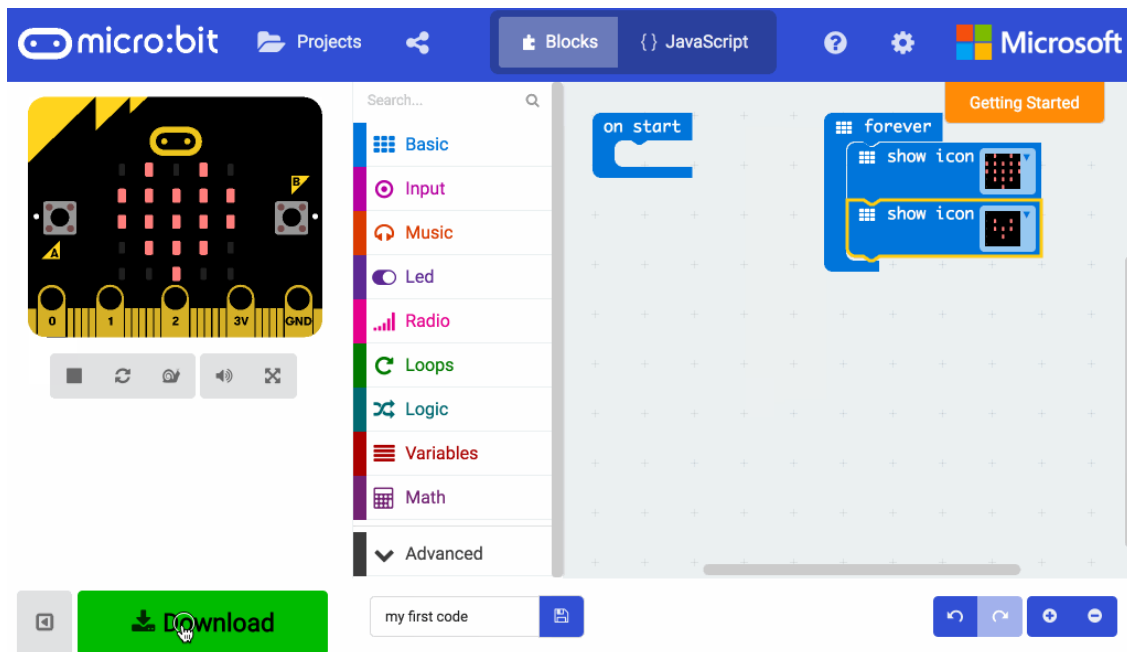 micro:bit
Projects
Blocks
{} JavaScript
?
Microsoft
Getting Started
Search...
Basic
Input
Music
Led
Radio
Loops
Logic
Variables
Math
Advanced
on start
forever
show icon
show icon
A
B
0 1 2 3V GND
Download
my first code